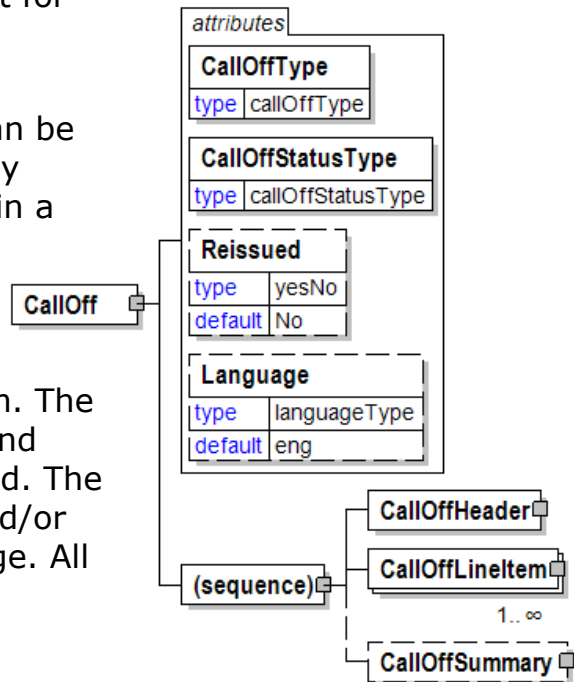 t for
an be
y
in a
n. The
nd
d. The
d/or
ge. All
attributes
CallOffType
type callOffType
CallOffStatusType
type callOffStatusType
Reissued
type yesNo
default No
Language
type languageType
default eng
CallOff
(sequence)
CallOffHeader
CallOffLineItem
1.. ∞
CallOffSummary